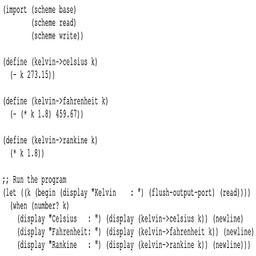 (import (scheme base)
        (scheme read)
        (scheme write))

(define (kelvin->celsius k)
  (- k 273.15))

(define (kelvin->fahrenheit k)
  (- (* k 1.8) 459.67))

(define (kelvin->rankine k)
  (* k 1.8))

;; Run the program
(let ((k (begin (display "Kelvin    : ") (flush-output-port) (read))))
  (when (number? k)
    (display "Celsius   : ") (display (kelvin->celsius k)) (newline)
    (display "Fahrenheit: ") (display (kelvin->fahrenheit k)) (newline)
    (display "Rankine   : ") (display (kelvin->rankine k)) (newline)))